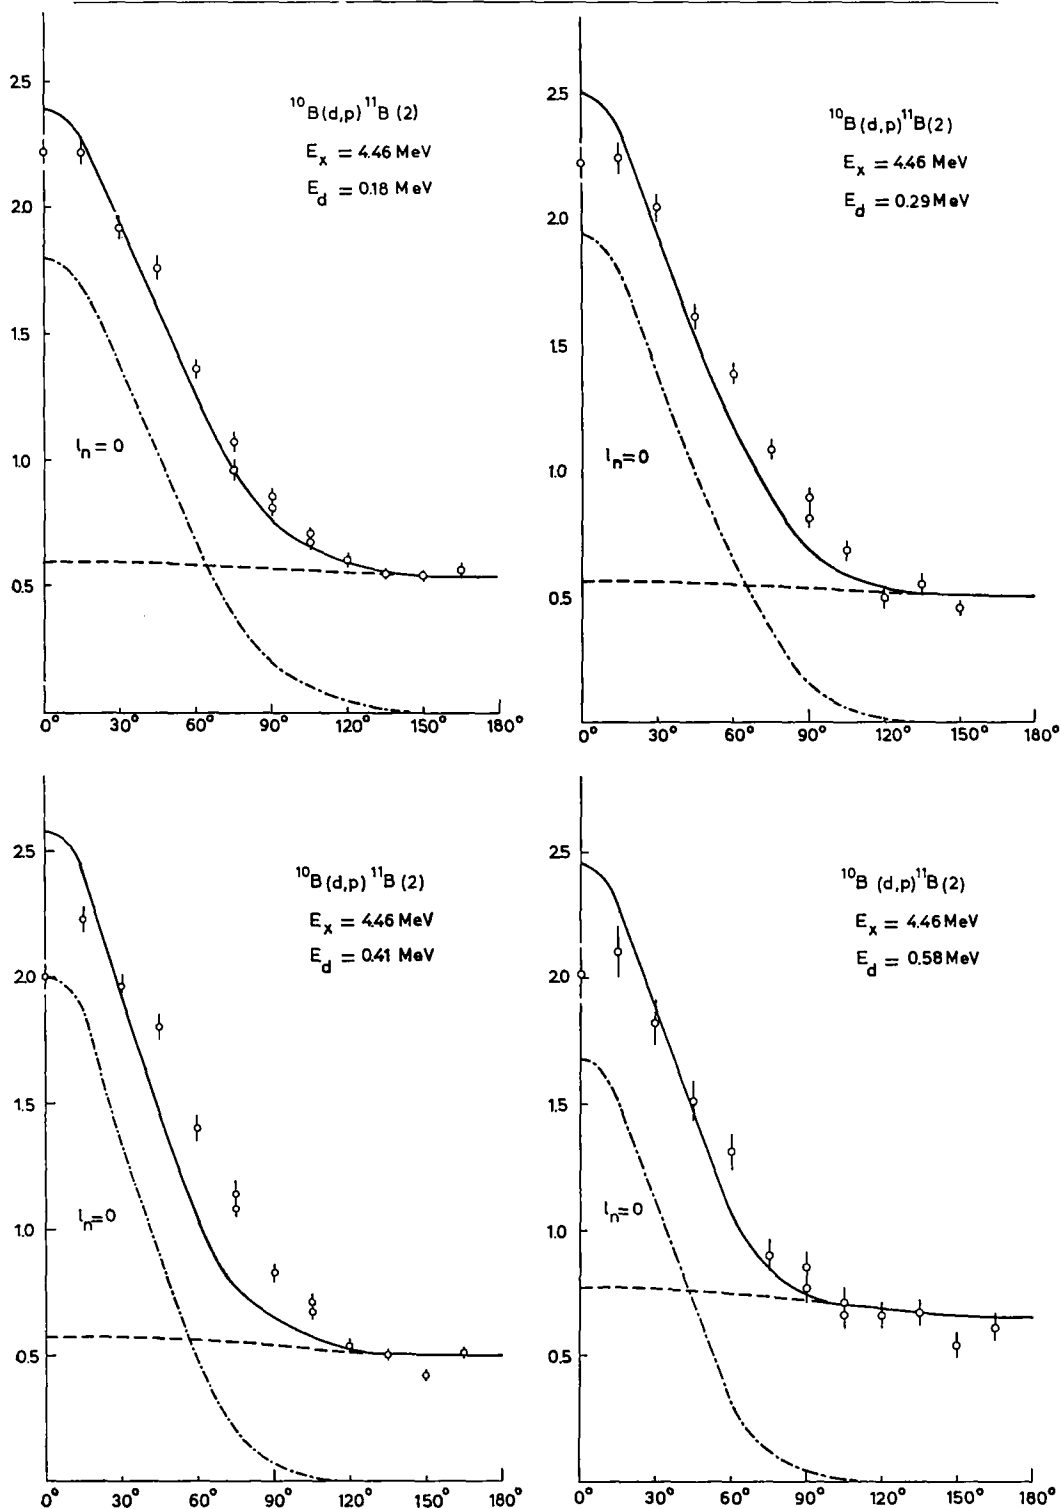 2.5
2.0
1.5
1.0
0.5
¹⁰B(d,p)¹¹B(2)
Eₓ = 4.46 MeV
E_d = 0.18 MeV
lₙ = 0
0° 30° 60° 90° 120° 150° 180°
2.5
2.0
1.5
1.0
0.5
¹⁰B(d,p)¹¹B(2)
Eₓ = 4.46 MeV
E_d = 0.29 MeV
lₙ=0
0° 30° 60° 90° 120° 150° 180°
2.5
2.0
1.5
1.0
0.5
¹⁰B(d,p)¹¹B(2)
Eₓ = 4.46 MeV
E_d = 0.41 MeV
lₙ=0
0° 30° 60° 90° 120° 150° 180°
2.5
2.0
1.5
1.0
0.5
¹⁰B (d,p)¹¹B(2)
Eₓ = 4.46 MeV
E_d = 0.58 MeV
lₙ=0
0° 30° 60° 90° 120° 150° 180°